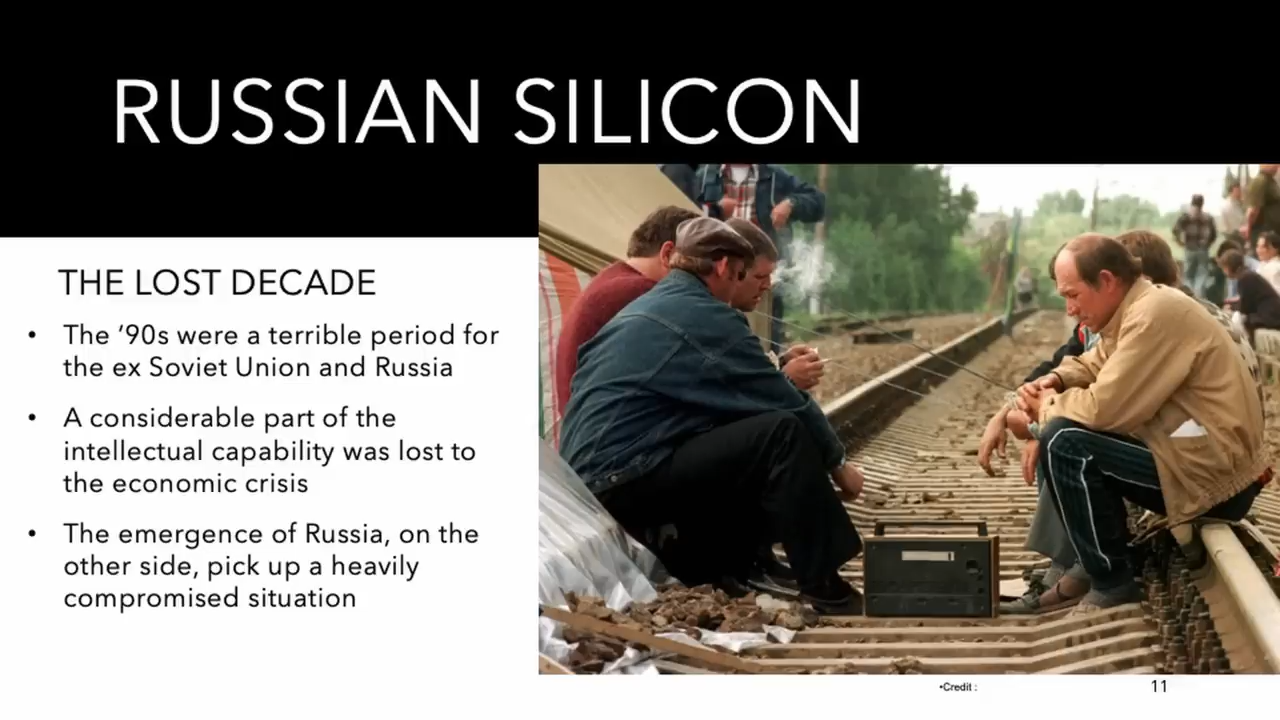 RUSSIAN SILICON
THE LOST DECADE
• The ’90s were a terrible period for
the ex Soviet Union and Russia
• A considerable part of the
intellectual capability was lost to
the economic crisis
• The emergence of Russia, on the
other side, pick up a heavily
compromised situation
•Credit :
11